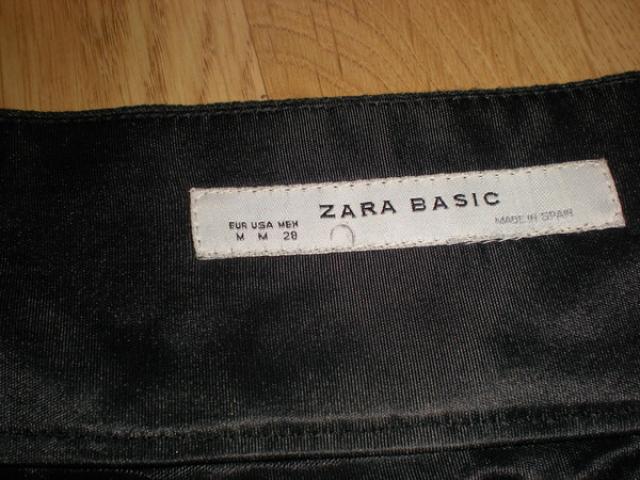 ZARA BASIC
EUR USA MEX
M M 28
MADE IN SPAIN